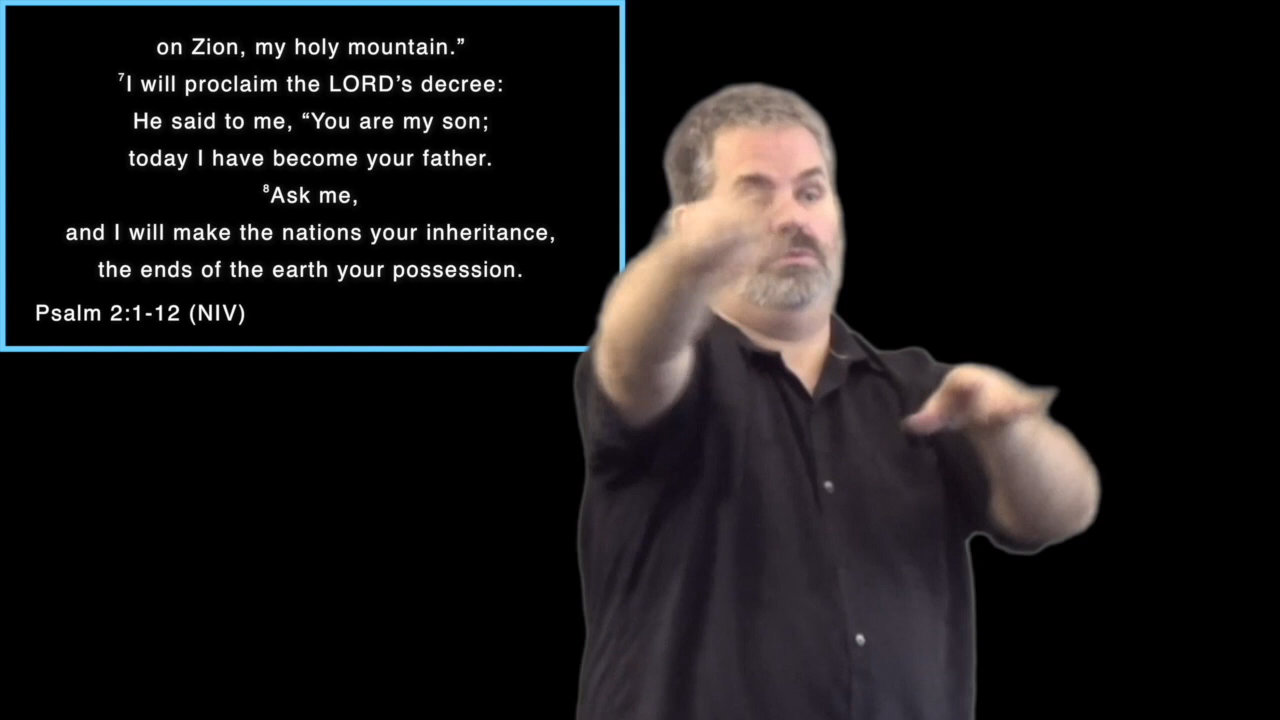 on Zion, my holy mountain.”
⁷I will proclaim the LORD’s decree:
He said to me, “You are my son;
today I have become your father.
⁸Ask me,
and I will make the nations your inheritance,
the ends of the earth your possession.
Psalm 2:1-12 (NIV)